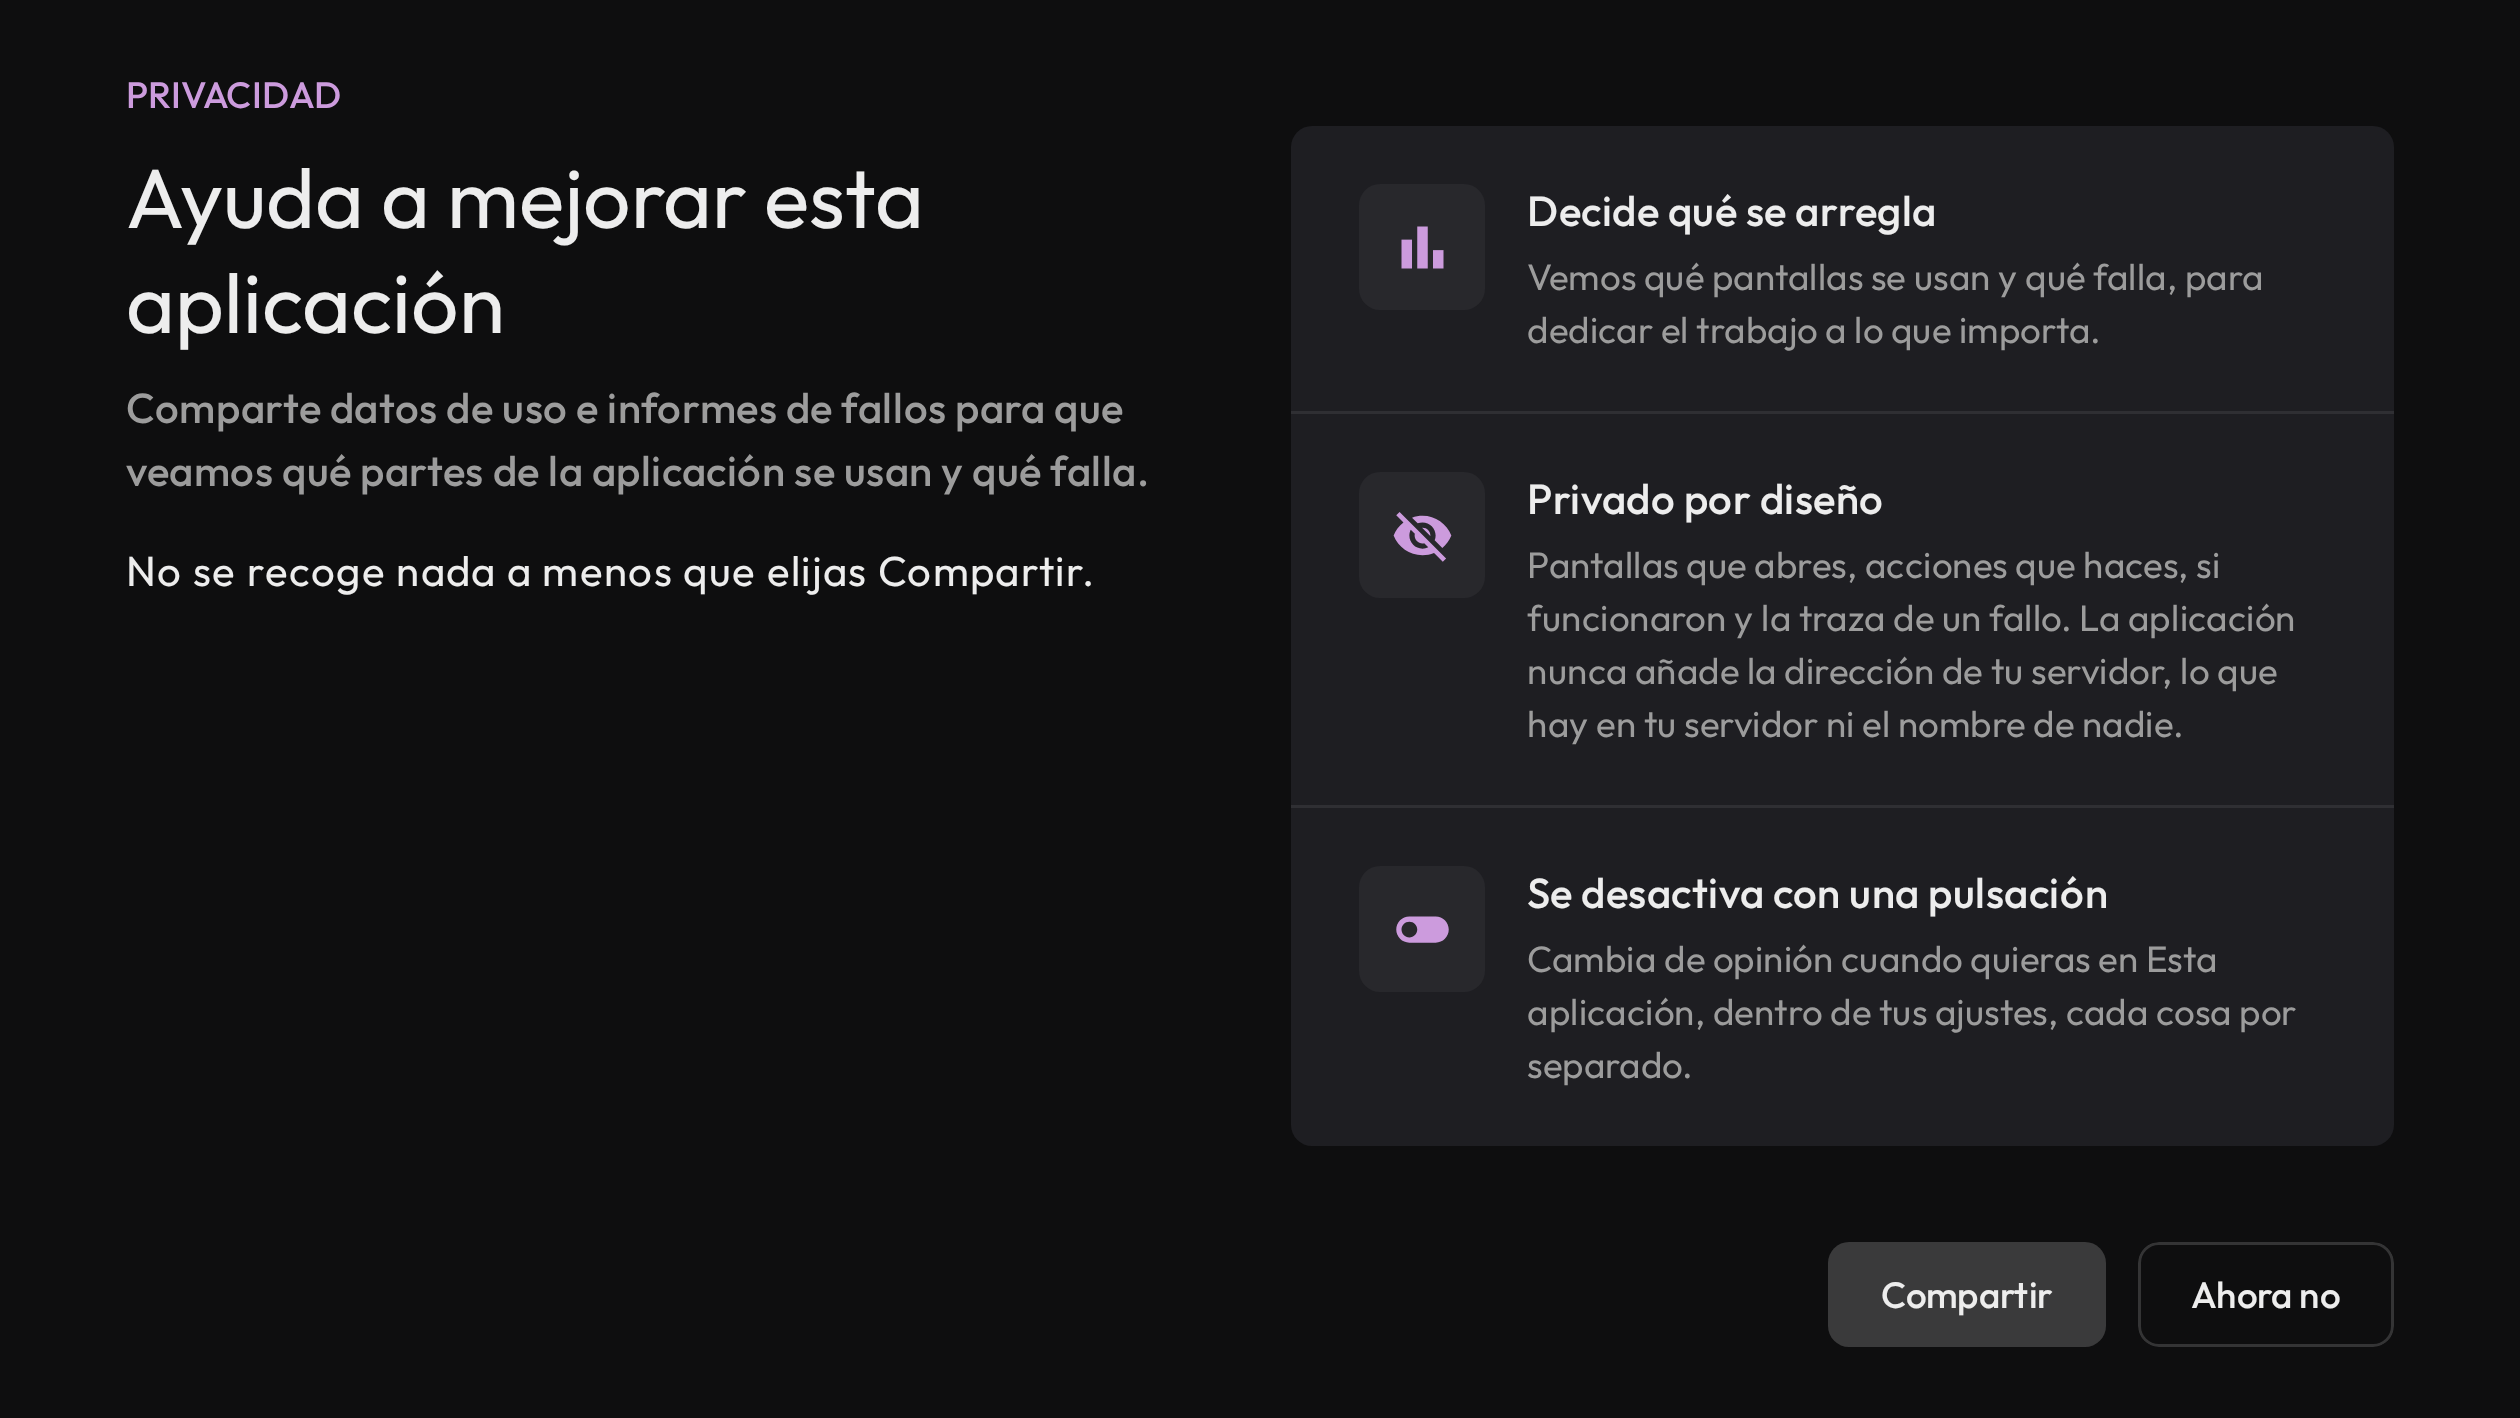 PRIVACIDAD
Ayuda a mejorar esta
aplicación
Comparte datos de uso e informes de fallos para que
veamos qué partes de la aplicación se usan y qué falla.
No se recoge nada a menos que elijas Compartir.
Decide qué se arregla
Vemos qué pantallas se usan y qué falla, para
dedicar el trabajo a lo que importa.
Privado por diseño
Pantallas que abres, acciones que haces, si
funcionaron y la traza de un fallo. La aplicación
nunca añade la dirección de tu servidor, lo que
hay en tu servidor ni el nombre de nadie.
Se desactiva con una pulsación
Cambia de opinión cuando quieras en Esta
aplicación, dentro de tus ajustes, cada cosa por
separado.
Compartir
Ahora no